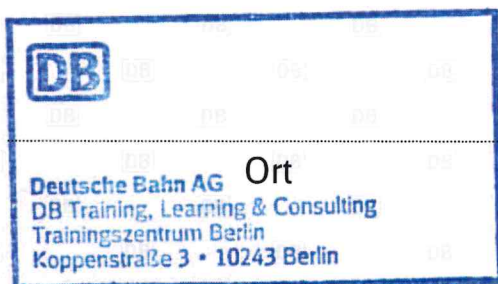 DB
Ort
Deutsche Bahn AG
DB Training, Learning & Consulting
Trainingszentrum Berlin
Koppenstraße 3 • 10243 Berlin